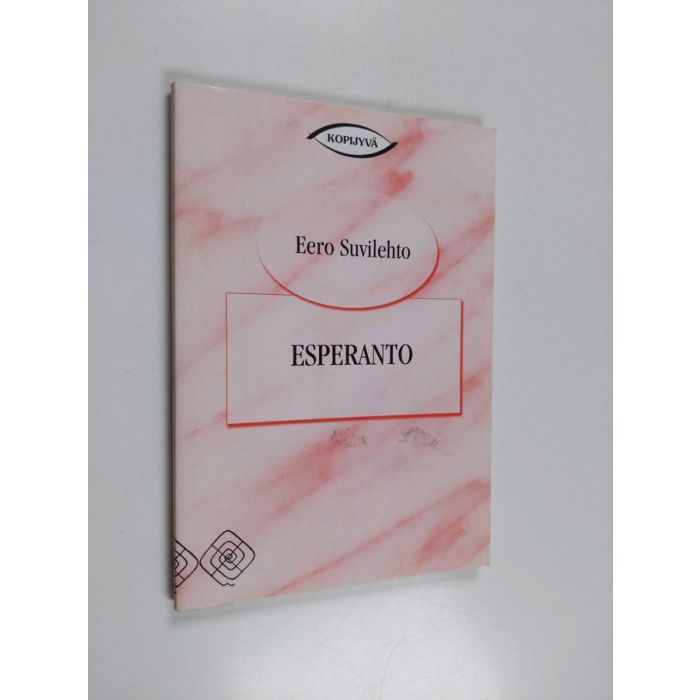 KOPIJYVÄ
Eero Suvilehto
ESPERANTO